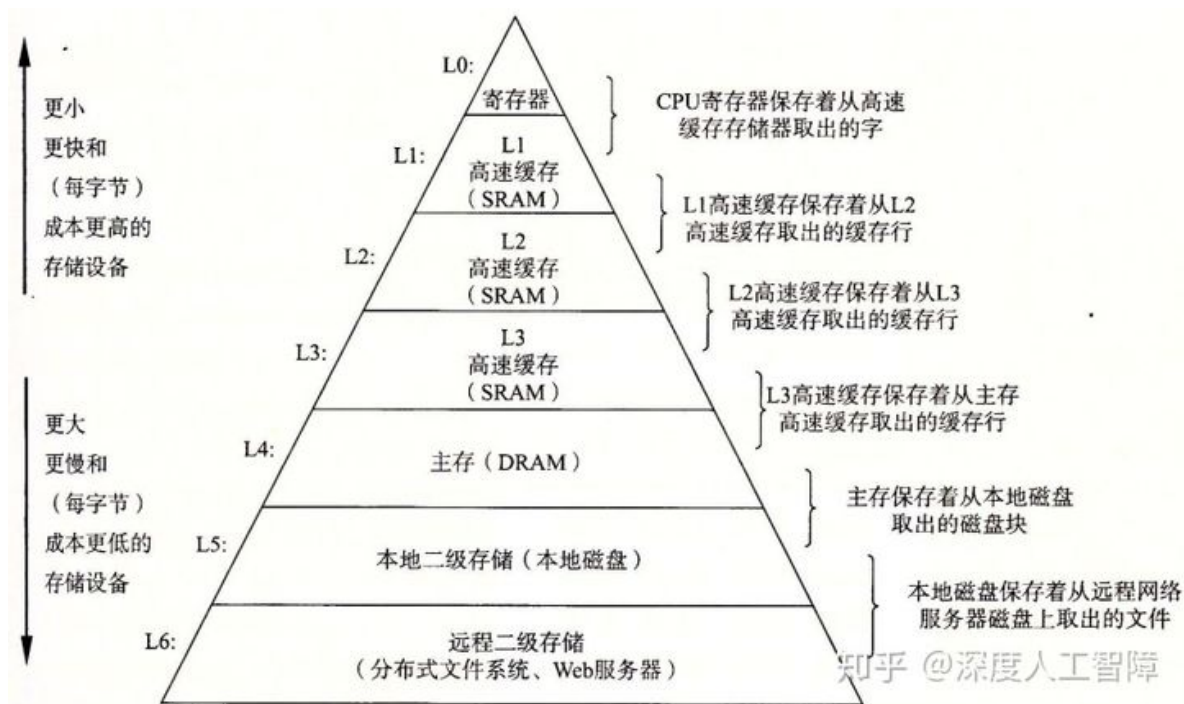 更小
更快和
（每字节）
成本更高的
存储设备
更大
更慢和
（每字节）
成本更低的
存储设备
L0:
寄存器
L1:
L1
高速缓存
（SRAM）
L2:
L2
高速缓存
（SRAM）
L3:
L3
高速缓存
（SRAM）
L4:
主存（DRAM）
L5:
本地二级存储（本地磁盘）
L6:
远程二级存储
（分布式文件系统、Web服务器）
CPU寄存器保存着从高速
缓存存储器取出的字
L1高速缓存保存着从L2
高速缓存取出的缓存行
L2高速缓存保存着从L3
高速缓存取出的缓存行
L3高速缓存保存着从主存
高速缓存取出的缓存行
主存保存着从本地磁盘
取出的磁盘块
本地磁盘保存着从远程网络
服务器磁盘上取出的文件
知乎 @深度人工智障